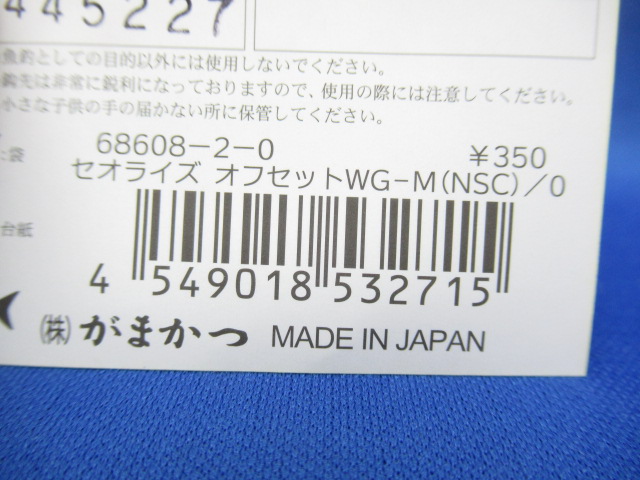 445227
魚釣としての目的以外には使用しないでください。
鈎先は非常に鋭利になっておりますので、使用の際には注意してください。
小さな子供の手の届かない所に保管してください。
袋
68608-2-0 ¥350
セオライズ オフセットWG-M(NSC)/0
台紙
4 549018 532715
㈱がまかつ MADE IN JAPAN